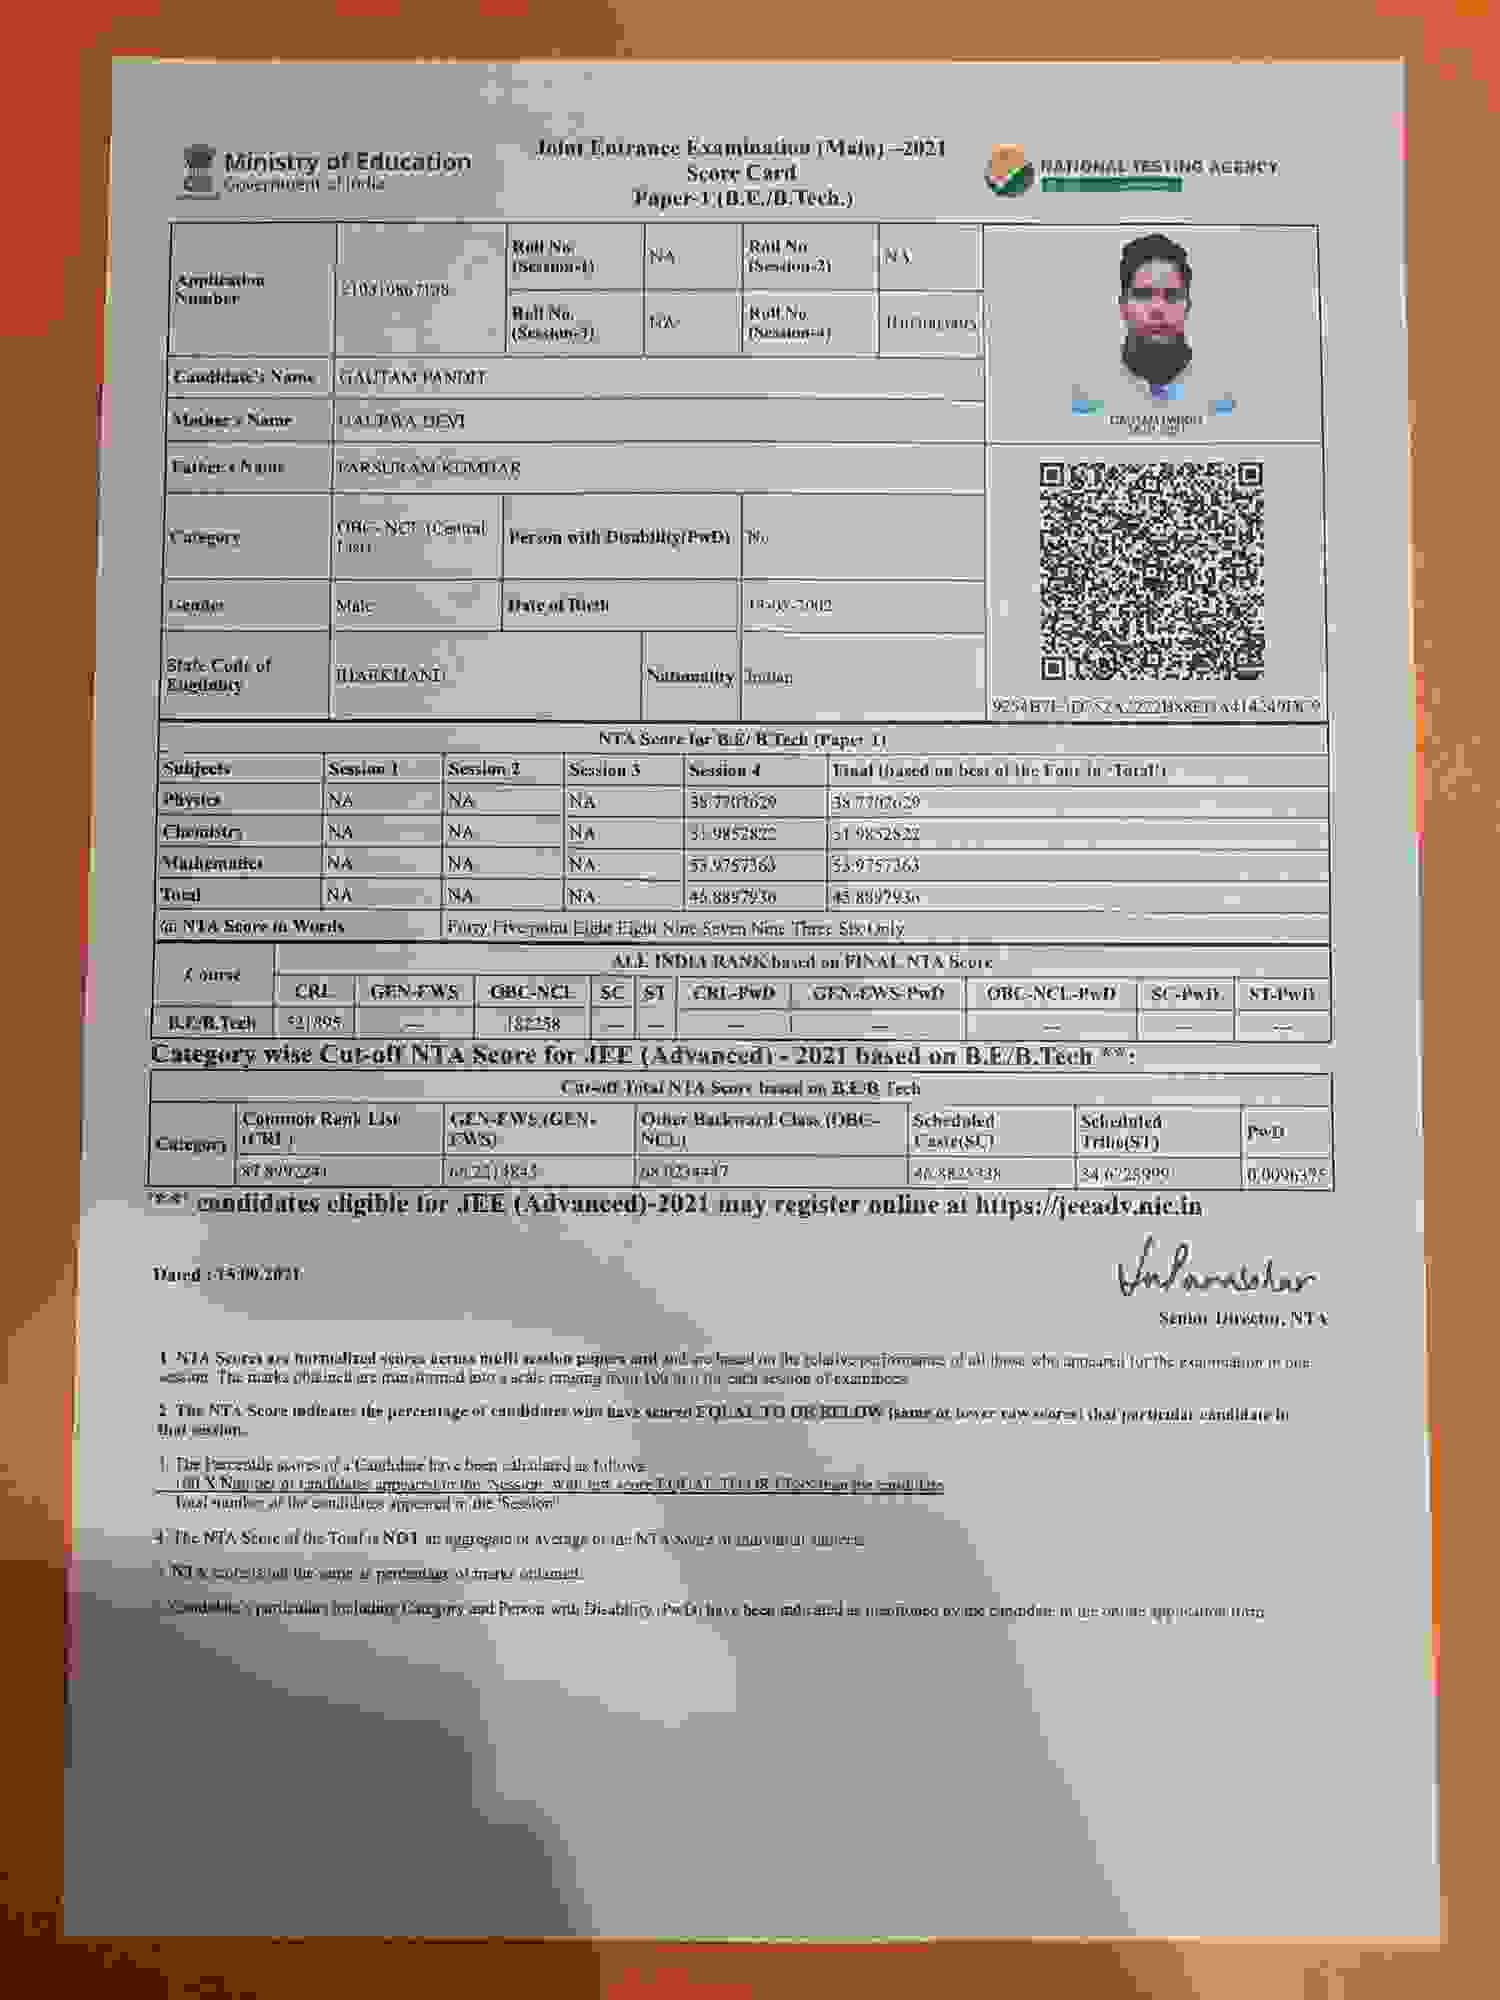 Ministry of Education
Government of India
Joint Entrance Examination (Main) –2021
Score Card
Paper-1 (B.E./B.Tech.)
NATIONAL TESTING AGENCY
Application Number
Roll No. (Session-1) NA Roll No. (Session-2) NA
Roll No. (Session-3) NA Roll No. (Session-4)
Candidate's Name GAUTAM PANDIT
Mother's Name DEVI
Father's Name PARSURAM KUMHAR
Category OBC- NCL (Central List) Person with Disability(PwD) No
Gender Male Date of Birth
State Code of Eligibility JHARKHAND Nationality Indian
NTA Score for B.E/ B.Tech (Paper 1)
Subjects Session 1 Session 2 Session 3 Session 4 Final (based on best of the Four in 'Total')
Physics NA NA NA 38.7702629 38.7702629
Chemistry NA NA NA
Mathematics NA NA NA 53.9757363 53.9757363
Total NA NA NA 45.8897936 45.8897936
NTA Score in Words Forty Five point Eight Eight Nine Seven Nine Three Six Only
Course ALL INDIA RANK based on FINAL NTA Score
CRL GEN-EWS OBC-NCL SC ST CRL-PwD GEN-EWS-PwD OBC-NCL-PwD SC-PwD ST-PwD
B.E/B.Tech 521895 --- 182258 --- --- --- --- --- --- ---
Category wise Cut-off NTA Score for JEE (Advanced) - 2021 based on B.E/B.Tech **:
Cut-off Total NTA Score based on B.E/B.Tech
Category Common Rank List (CRL) GEN-EWS (GEN-EWS) Other Backward Class (OBC-NCL) Scheduled Caste(SC) Scheduled Tribe(ST) PwD
87.8992241 66.2214845 68.0234447 46.8825338 34.6728999 0.0096375
** candidates eligible for JEE (Advanced)-2021 may register online at https://jeeadv.nic.in
Dated : 15.09.2021
Senior Director, NTA
1. NTA Scores are normalized scores across multi session papers and and are based on the relative performance of all those who appeared for the examination in one
session. The marks obtained are transformed into a scale ranging from 100 to 0 for each session of examinees.
2. The NTA Score indicates the percentage of candidates who have scored EQUAL TO OR BELOW (same or lower raw scores) that particular candidate in
that session.
3. The Percentile scores of a Candidate have been calculated as follows:
100 X Number of candidates appeared in the 'Session' with raw score EQUAL TO OR LESS than the candidate
Total number of the candidates appeared in the 'Session'
4. The NTA Score of the Total is NOT an aggregate or average of the NTA Score of individual subjects.
5. NTA score is not the same as percentage of marks obtained.
Candidate's particulars including Category and Person with Disability (PwD) have been indicated as mentioned by the candidate in the online application form.